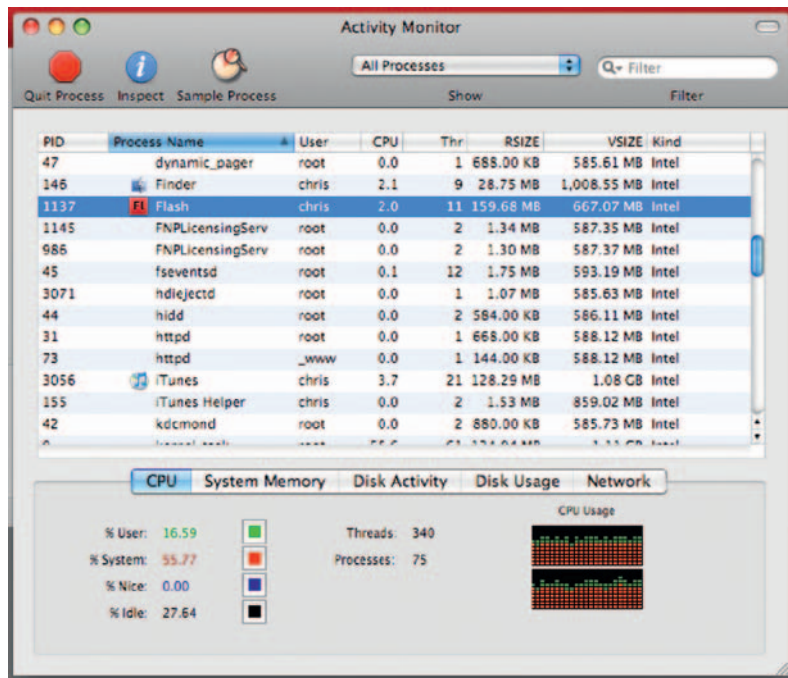 Activity Monitor
All Processes
Filter
Quit Process Inspect Sample Process Show Filter
PID Process Name User CPU Thr RSIZE VSIZE Kind
47 dynamic_pager root 0.0 1 688.00 KB 585.61 MB Intel
146 Finder chris 2.1 9 28.75 MB 1,008.55 MB Intel
1137 Fl Flash chris 2.0 11 159.68 MB 667.07 MB Intel
1145 FNPLicensingServ root 0.0 2 1.34 MB 587.35 MB Intel
986 FNPLicensingServ root 0.0 2 1.30 MB 587.37 MB Intel
45 fseventsd root 0.1 12 1.75 MB 593.19 MB Intel
3071 hdiejectd root 0.0 1 1.07 MB 585.63 MB Intel
44 hidd root 0.0 2 584.00 KB 586.11 MB Intel
31 httpd root 0.0 1 668.00 KB 588.12 MB Intel
73 httpd _www 0.0 1 144.00 KB 588.12 MB Intel
3056 iTunes chris 3.7 21 128.29 MB 1.08 GB Intel
155 iTunes Helper chris 0.0 2 1.53 MB 859.02 MB Intel
42 kdcmond root 0.0 2 880.00 KB 585.73 MB Intel
CPU System Memory Disk Activity Disk Usage Network
CPU Usage
% User: 16.59 Threads: 340
% System: 55.77 Processes: 75
% Nice: 0.00
% Idle: 27.64